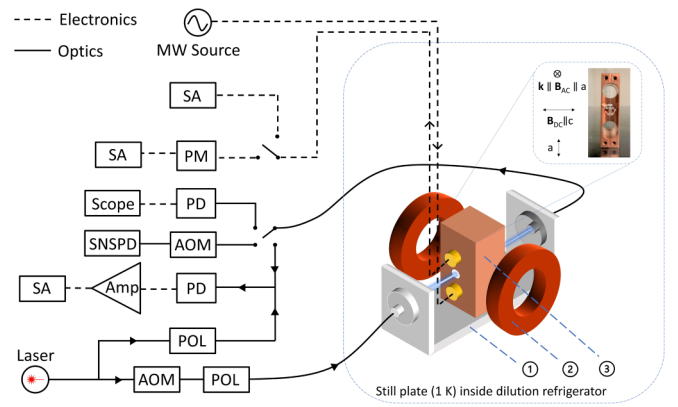 Electronics
Optics
MW Source
SA
SA
PM
Scope
PD
SNSPD
AOM
SA
Amp
PD
POL
Laser
AOM
POL
⊗
k ∥ B_AC ∥ a
B_DC∥c
a
① ② ③
Still plate (1 K) inside dilution refrigerator